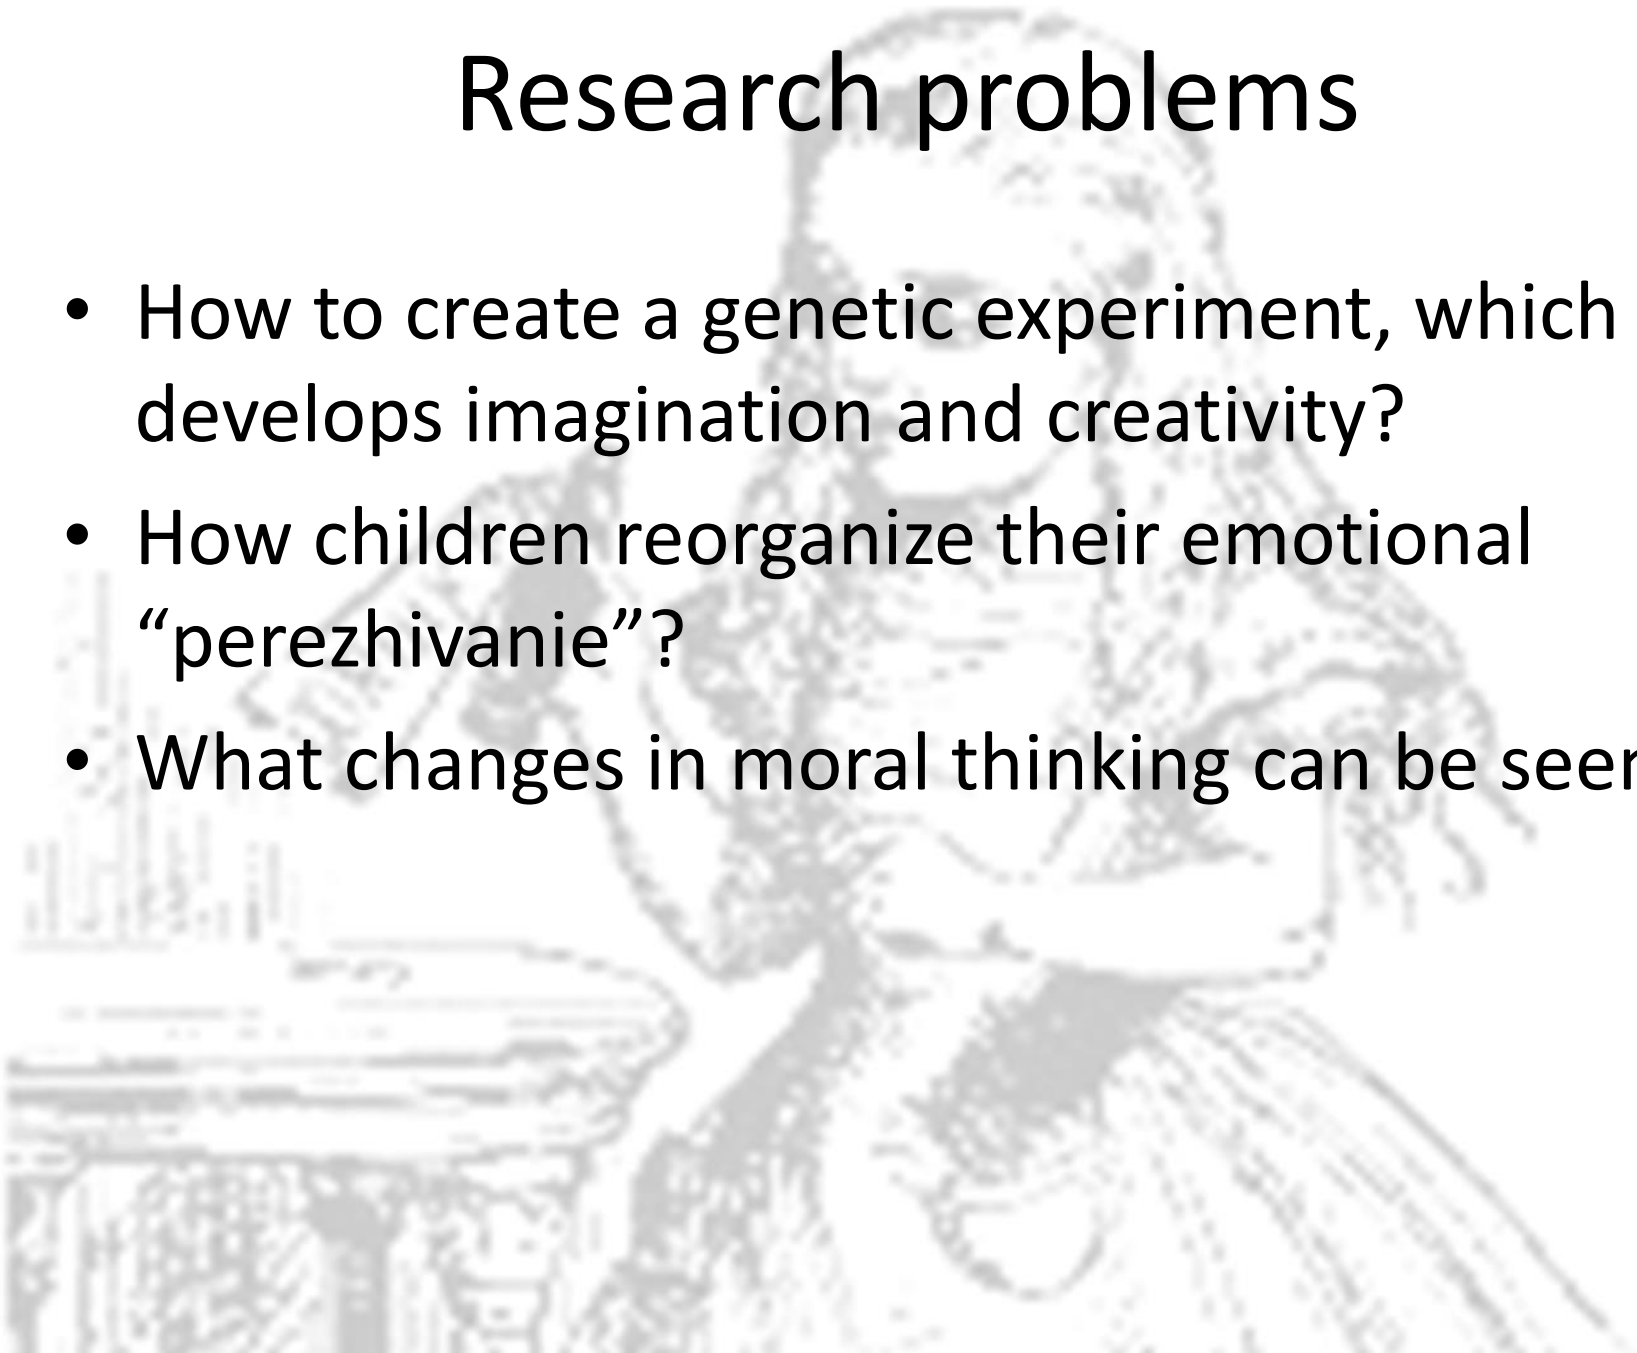 Research problems
• How to create a genetic experiment, which
develops imagination and creativity?
• How children reorganize their emotional
“perezhivanie”?
• What changes in moral thinking can be seen